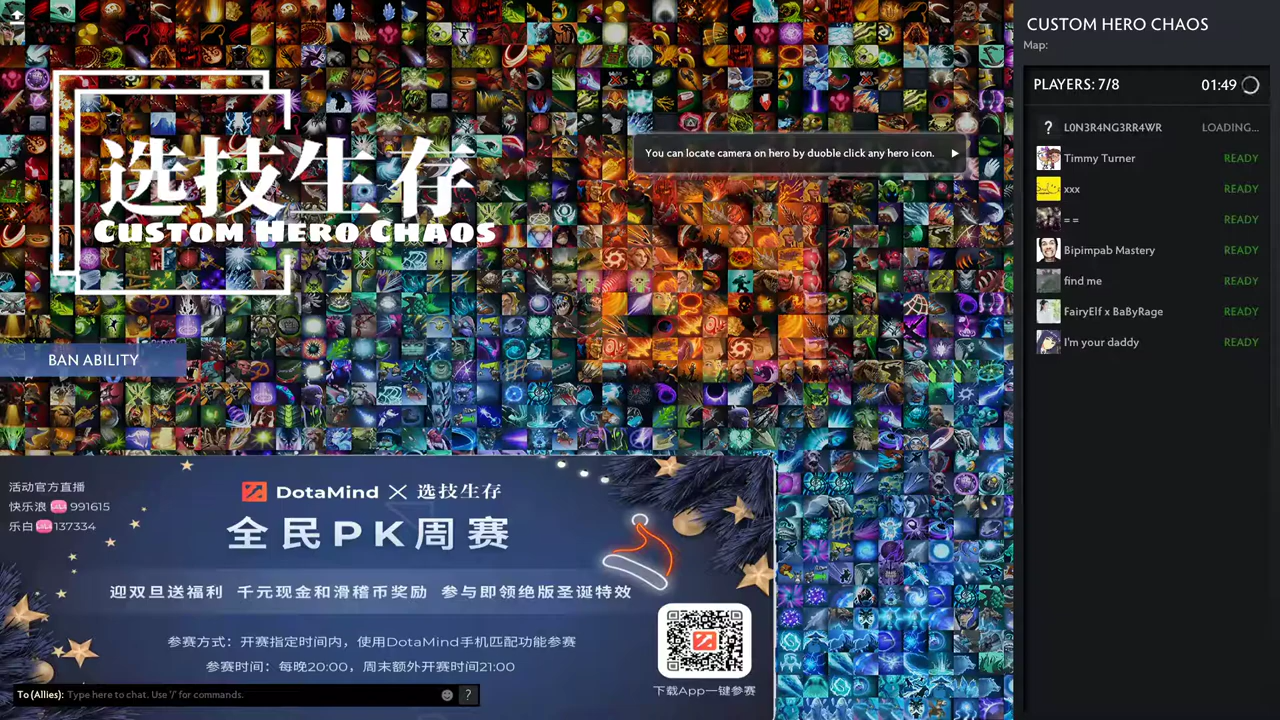 选技生存
CUSTOM HERO CHAOS
BAN ABILITY
You can locate camera on hero by duoble click any hero icon.
活动官方直播
快乐浪 991615
乐白 137334
DotaMind × 选技生存
全民PK周赛
迎双旦送福利 千元现金和滑稽币奖励 参与即领绝版圣诞特效
参赛方式：开赛指定时间内，使用DotaMind手机匹配功能参赛
参赛时间：每晚20:00，周末额外开赛时间21:00
下载App一键参赛
To (Allies): Type here to chat. Use '/' for commands.
?
CUSTOM HERO CHAOS
Map:
PLAYERS: 7/8 01:49
? L0N3R4NG3RR4WR LOADING...
Timmy Turner READY
xxx READY
= = READY
Bipimpab Mastery READY
find me READY
FairyElf x BaByRage READY
I'm your daddy READY